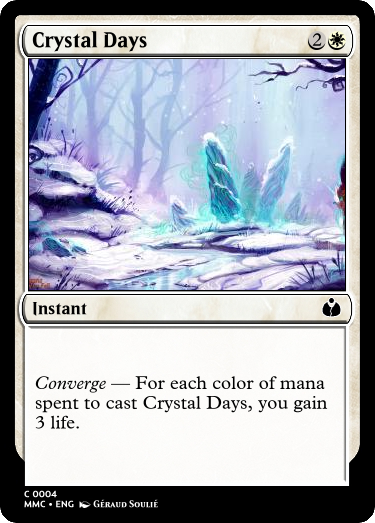 Crystal Days 2
Instant
Converge — For each color of mana
spent to cast Crystal Days, you gain
3 life.
C 0004
MMC • ENG Géraud Soulié